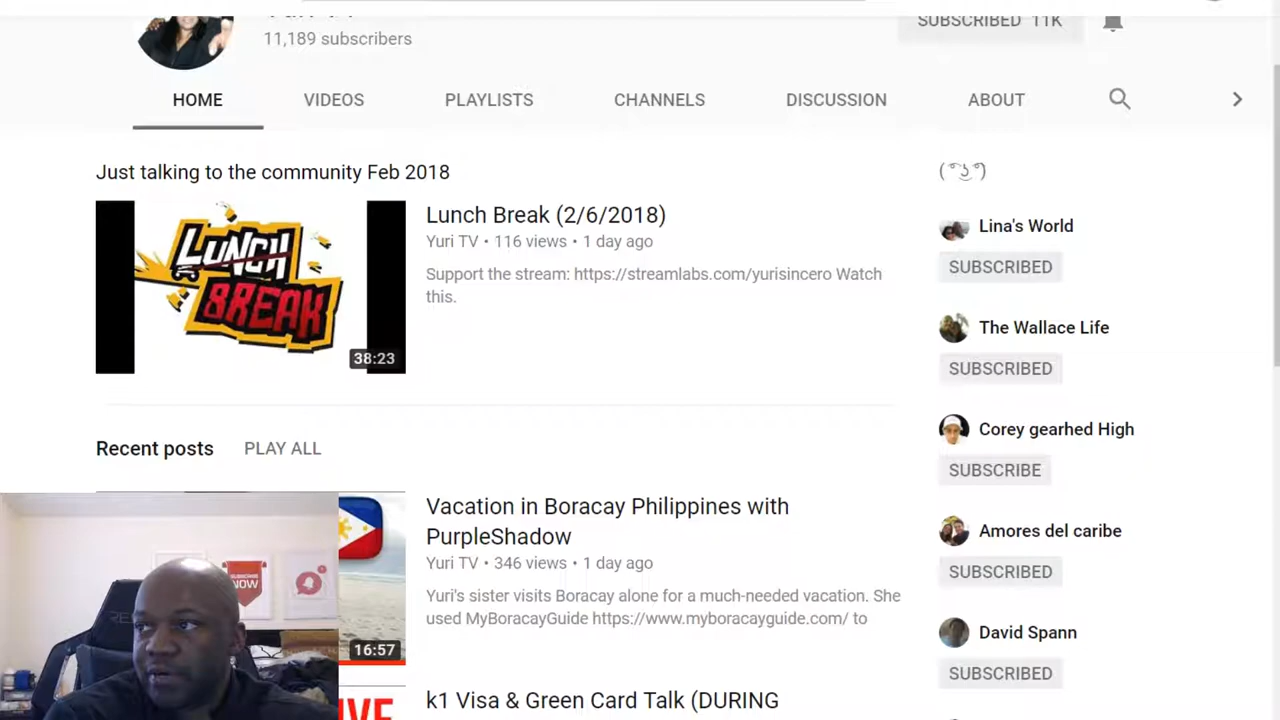 11,189 subscribers
SUBSCRIBED 11K
HOME
VIDEOS
PLAYLISTS
CHANNELS
DISCUSSION
ABOUT
Just talking to the community Feb 2018
LUNCH
BREAK
38:23
Lunch Break (2/6/2018)
Yuri TV • 116 views • 1 day ago
Support the stream: https://streamlabs.com/yurisincero Watch
this.
Recent posts
PLAY ALL
16:57
Vacation in Boracay Philippines with
PurpleShadow
Yuri TV • 346 views • 1 day ago
Yuri's sister visits Boracay alone for a much-needed vacation. She
used MyBoracayGuide https://www.myboracayguide.com/ to
k1 Visa & Green Card Talk (DURING
( ͡° ͜ʖ ͡°)
Lina's World
SUBSCRIBED
The Wallace Life
SUBSCRIBED
Corey gearhed High
SUBSCRIBE
Amores del caribe
SUBSCRIBED
David Spann
SUBSCRIBED
SUBSCRIBE
NOW